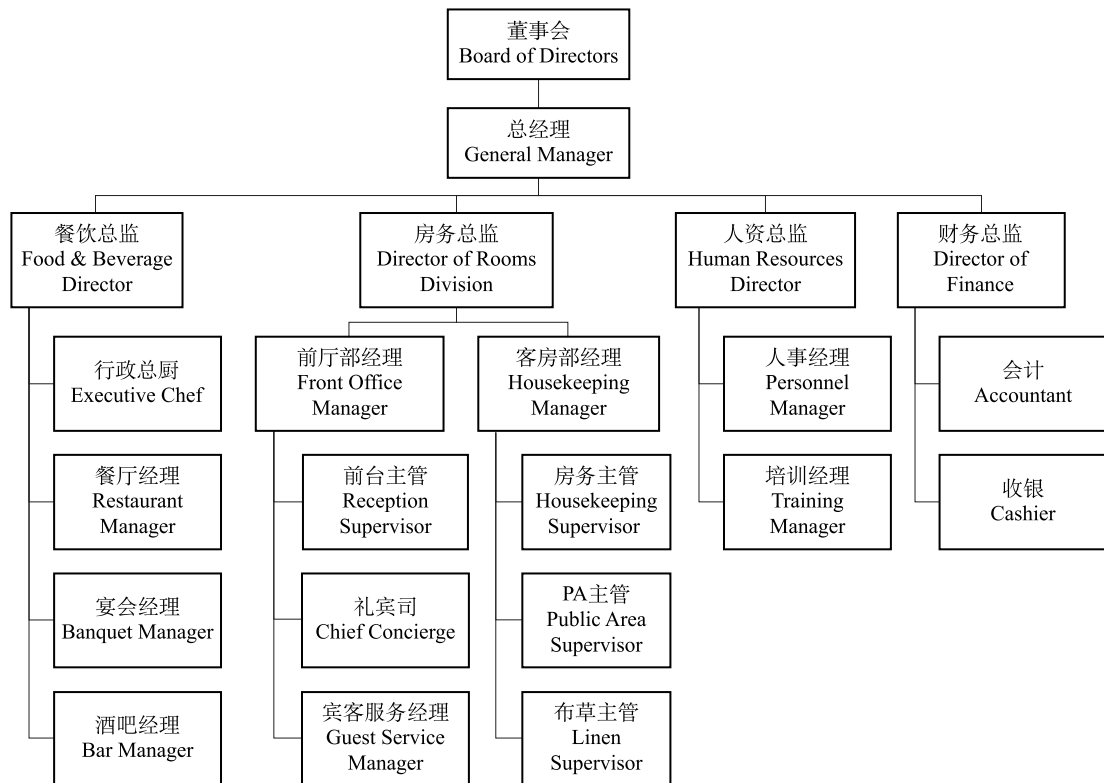 董事会
Board of Directors
总经理
General Manager
餐饮总监
Food & Beverage
Director
房务总监
Director of Rooms
Division
人资总监
Human Resources
Director
财务总监
Director of
Finance
行政总厨
Executive Chef
前厅部经理
Front Office
Manager
客房部经理
Housekeeping
Manager
人事经理
Personnel
Manager
会计
Accountant
餐厅经理
Restaurant
Manager
前台主管
Reception
Supervisor
房务主管
Housekeeping
Supervisor
培训经理
Training
Manager
收银
Cashier
宴会经理
Banquet Manager
礼宾司
Chief Concierge
PA主管
Public Area
Supervisor
酒吧经理
Bar Manager
宾客服务经理
Guest Service
Manager
布草主管
Linen
Supervisor